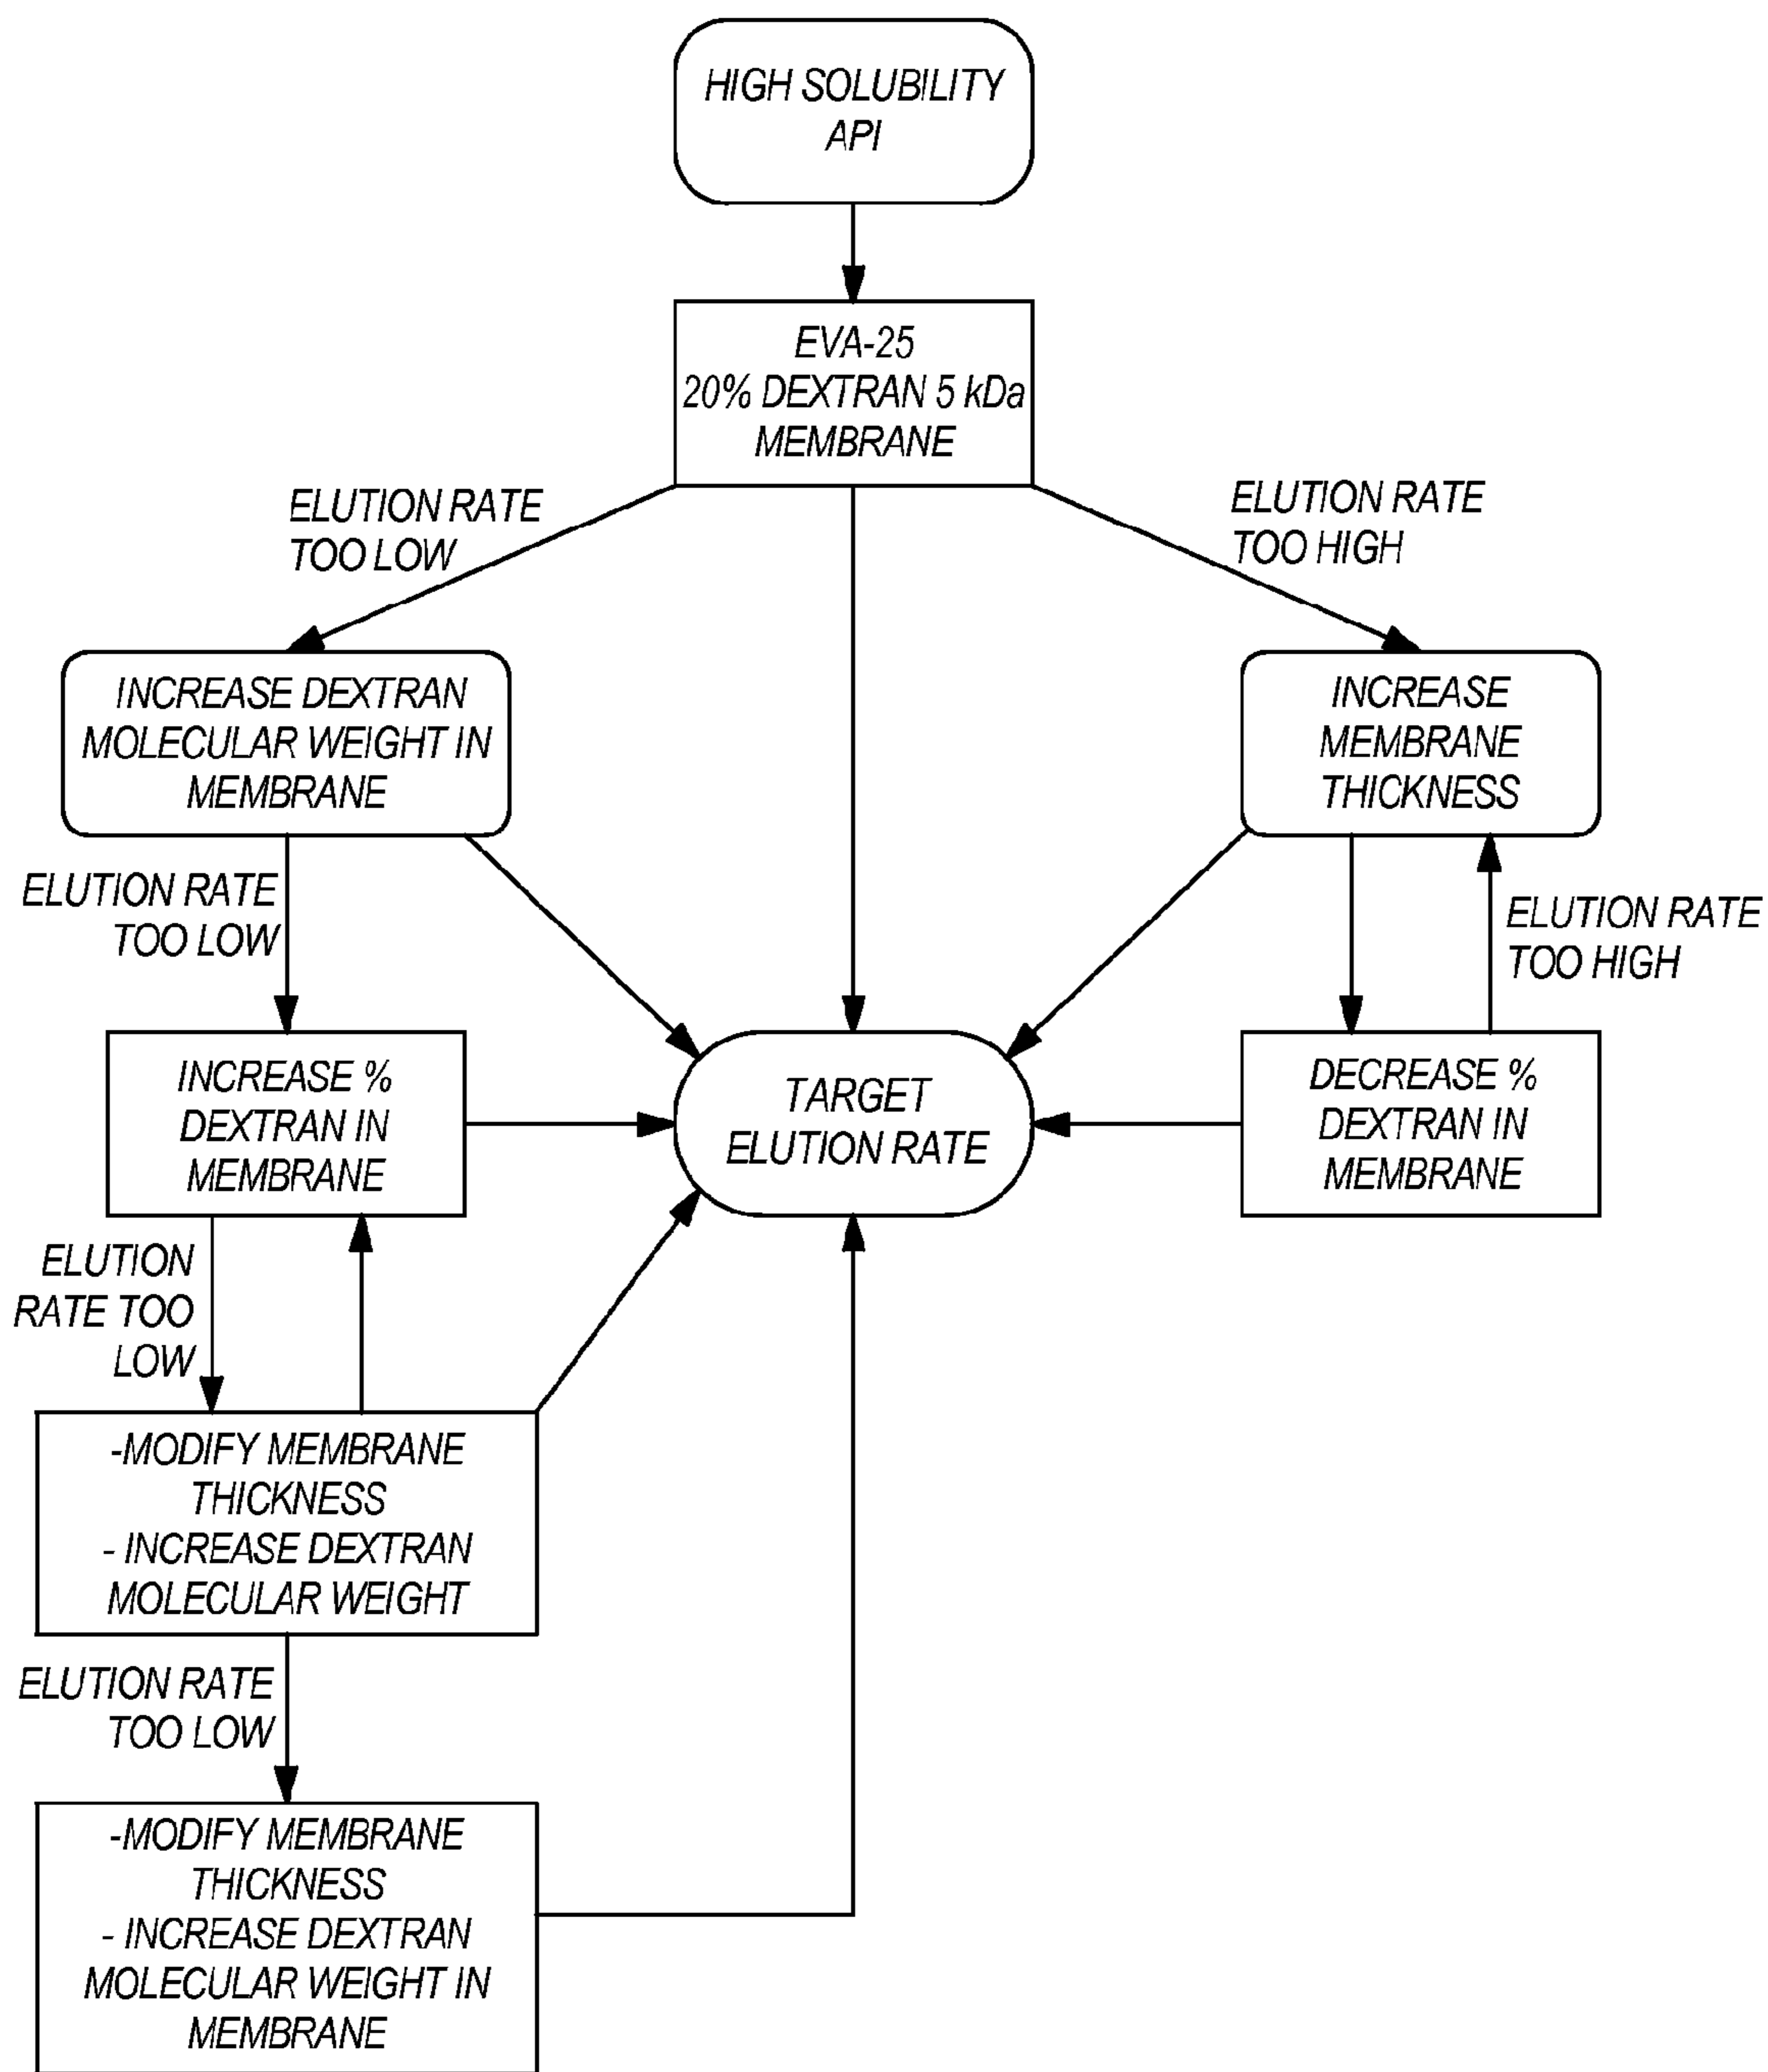 HIGH SOLUBILITY
API
EVA-25
20% DEXTRAN 5 kDa
MEMBRANE
ELUTION RATE
TOO LOW
ELUTION RATE
TOO HIGH
INCREASE DEXTRAN
MOLECULAR WEIGHT IN
MEMBRANE
INCREASE
MEMBRANE
THICKNESS
ELUTION RATE
TOO LOW
ELUTION RATE
TOO HIGH
INCREASE %
DEXTRAN IN
MEMBRANE
TARGET
ELUTION RATE
DECREASE %
DEXTRAN IN
MEMBRANE
ELUTION
RATE TOO
LOW
-MODIFY MEMBRANE
THICKNESS
- INCREASE DEXTRAN
MOLECULAR WEIGHT
ELUTION RATE
TOO LOW
-MODIFY MEMBRANE
THICKNESS
- INCREASE DEXTRAN
MOLECULAR WEIGHT IN
MEMBRANE